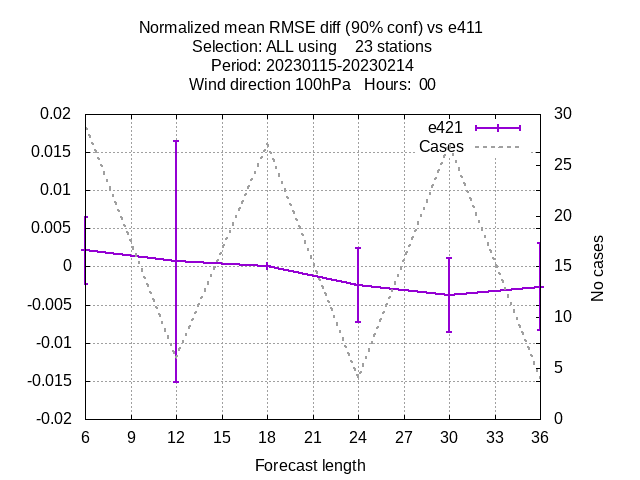 Normalized mean RMSE diff (90% conf) vs e411
Selection: ALL using    23 stations
Period: 20230115-20230214
Wind direction 100hPa   Hours:  00
e421
Cases
0.02
0.015
0.01
0.005
0
-0.005
-0.01
-0.015
-0.02
30
25
20
15
10
5
0
No cases
6 9 12 15 18 21 24 27 30 33 36
Forecast length